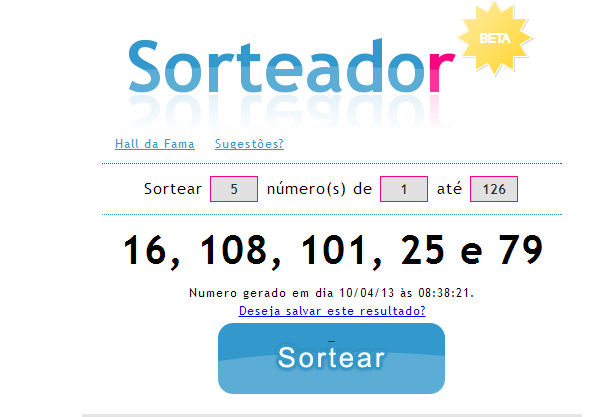 Sorteador
BETA
Hall da Fama Sugestões?
Sortear 5 número(s) de 1 até 126
16, 108, 101, 25 e 79
Numero gerado em dia 10/04/13 às 08:38:21.
Deseja salvar este resultado?
Sortear